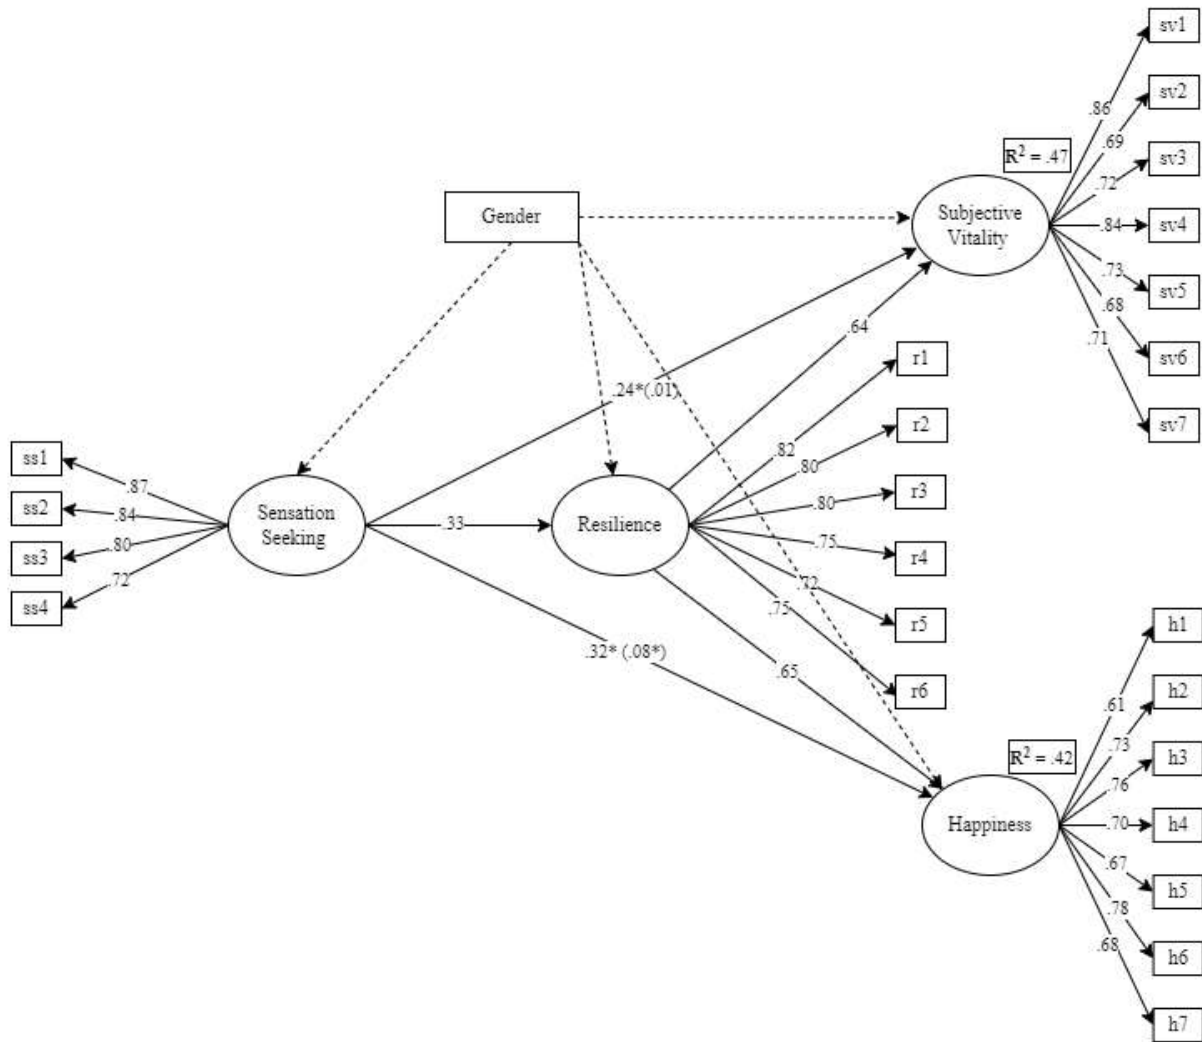 sv1
.86
sv2
.69
R² = .47
sv3
.72
Gender
Subjective
Vitality
.84
sv4
.73
sv5
.68
sv6
.71
sv7
.64
r1
.24*(.01)
.82
r2
.80
ss1
.87
ss2
.84
ss3
.80
ss4
.72
Sensation
Seeking
.33
Resilience
.80
r3
.75
r4
.72
r5
.75
r6
.32* (.08*)
.65
h1
.61
h2
.73
R² = .42
h3
.76
Happiness
.70
h4
.67
h5
.78
h6
.68
h7